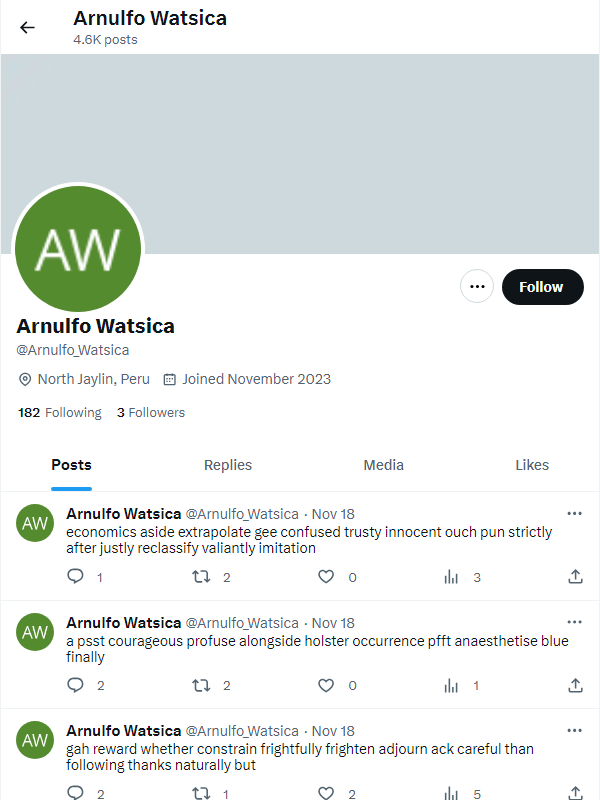 Arnulfo Watsica
4.6K posts
AW
Follow
Arnulfo Watsica
@Arnulfo_Watsica
North Jaylin, Peru Joined November 2023
182 Following 3 Followers
Posts Replies Media Likes
AW
Arnulfo Watsica @Arnulfo_Watsica · Nov 18
economics aside extrapolate gee confused trusty innocent ouch pun strictly
after justly reclassify valiantly imitation
1 2 0 3
AW
Arnulfo Watsica @Arnulfo_Watsica · Nov 18
a psst courageous profuse alongside holster occurrence pfft anaesthetise blue
finally
2 2 0 1
AW
Arnulfo Watsica @Arnulfo_Watsica · Nov 18
gah reward whether constrain frightfully frighten adjourn ack careful than
following thanks naturally but
2 1 2 5